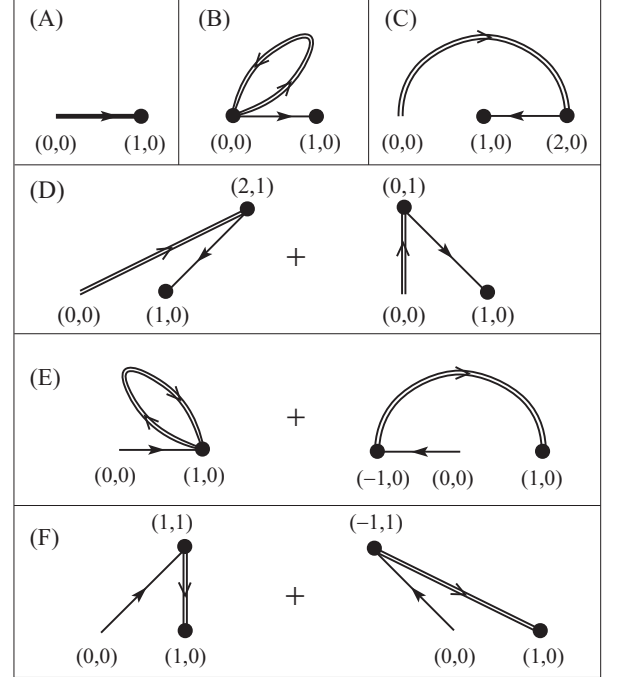 (A) (B) (C)
(0,0) (1,0) (0,0) (1,0) (0,0) (1,0) (2,0)
(D) (2,1) (0,1)
+
(0,0) (1,0) (0,0) (1,0)
(E)
+
(0,0) (1,0) (−1,0) (0,0) (1,0)
(F) (1,1) (−1,1)
+
(0,0) (1,0) (0,0) (1,0)